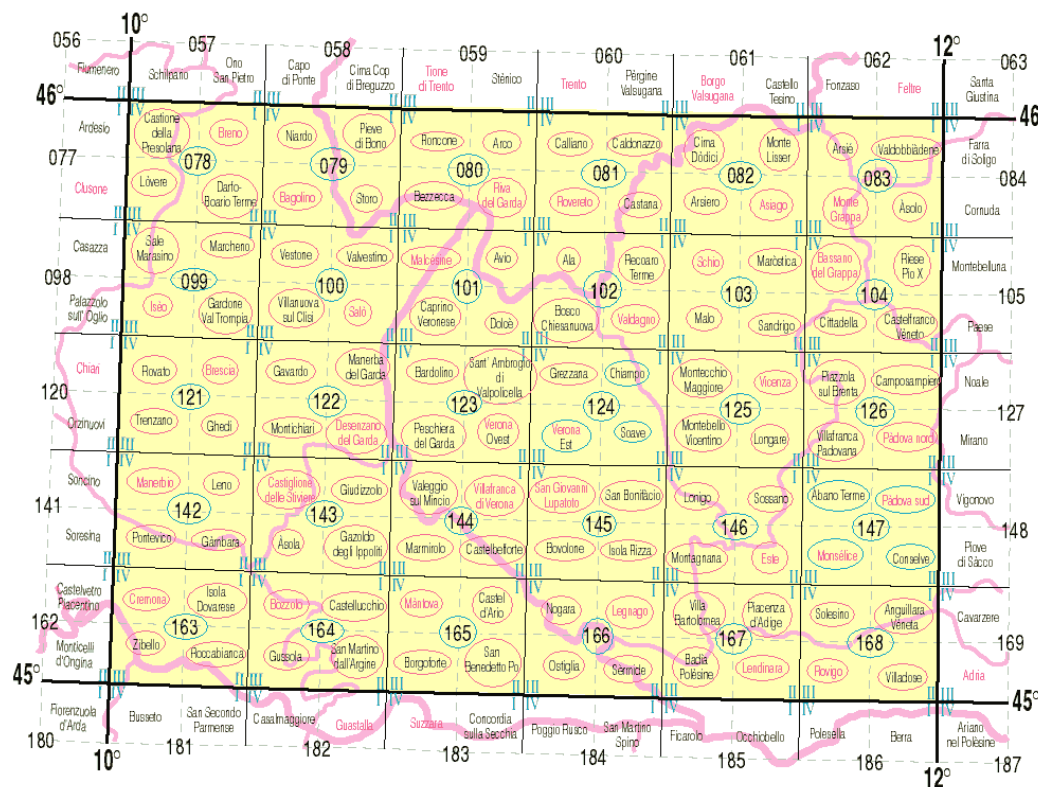 10° 12°
056 057 058 059 060 061 062 063
Fiumenero Schilpario Ono San Pietro Capo di Ponte Cima Cop di Breguzzo Tione di Trento Sténico Trento Pérgine Valsugana Borgo Valsugana Castello Tesino Fonzaso Feltre Santa Giustina
46° 46
Ardesio Castione della Presolana Breno Niardo Pieve di Bono Roncone Arco Calliano Caldonazzo Cima Dódici Monte Lisser Arsiè Valdobbiàdene Farra di Soligo
077 078 079 080 081 082 083 084
Clusone Lóvere Darfo-Boario Terme Bagolino Storo Bezzecca Riva del Garda Rovereto Castana Arsiero Asiago Monte Grappa Asolo Cornuda
Casazza Sale Marasino Marcheno Vestone Valvestino Malcésine Avio Ala Recoaro Terme Schio Marostica Bassano del Grappa Riese Pio X Montebelluna
098 099 100 101 102 103 104 105
Palazzolo sull'Oglio Iséo Gardone Val Trompia Villanuova sul Clisi Salò Caprino Veronese Dolcè Bosco Chiesanuova Valdagno Malo Sandrigo Cittadella Castelfranco Véneto Paese
Chiari Rovato Brescia Gavardo Manerba del Garda Bardolino Sant' Ambrogio di Valpolicella Grezzana Chiampo Montecchio Maggiore Vicenza Piazzola sul Brenta Camposampiero Noale
120 121 122 123 124 125 126 127
Orzinuovi Trenzano Ghedi Montichiari Desenzano del Garda Peschiera del Garda Verona Ovest Verona Est Soave Montebello Vicentino Longare Villafranca Padovana Pàdova nord Mirano
Soncino Manerbio Leno Castiglione delle Stiviere Giudizzolo Valeggio sul Mincio Villafranca di Verona San Giovanni Lupatoto San Bonifàcio Lonigo Sossano Àbano Terme Pàdova sud Vigonovo
141 142 143 144 145 146 147 148
Soresina Pontevico Gàmbara Àsola Gazoldo degli Ippoliti Marmirolo Castelbelforte Bovolone Isola Rizza Montagnana Este Monsélice Conselve Piove di Sacco
Castelvetro Piacentino Cremona Isola Dovarese Bozzolo Castellucchio Màntova Castel d'Ario Nogara Legnago Villa Bartolomea Piacenza d'Adige Solesino Anguillara Véneta Cavarzere
162 163 164 165 166 167 168 169
Monticelli d'Ongina Zibello Roccabianca Gussola San Martino dall'Argine Borgoforte San Benedetto Po Ostiglia Sérmide Badia Polésine Lendinara Rovigo Villadose Adria
45° 45°
Fiorenzuola d'Arda Busseto San Secondo Parmense Casalmaggiore Guastalla Suzzara Concordia sulla Secchia Poggio Rusco San Martino Spino Ficarolo Occhiobello Polesella Berra Ariano nel Polèsine
180 181 182 183 184 185 186 187
10° 12°